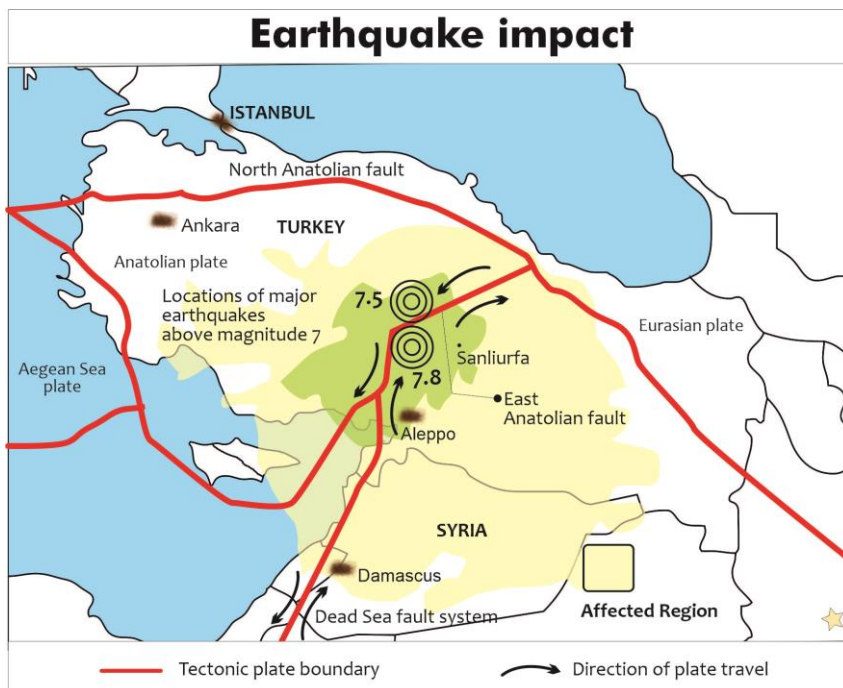 Earthquake impact
ISTANBUL
North Anatolian fault
Ankara
TURKEY
Anatolian plate
Locations of major
earthquakes
above magnitude 7
7.5
Eurasian plate
Sanliurfa
Aegean Sea
plate
7.8
East
Anatolian fault
Aleppo
SYRIA
Damascus
Dead Sea fault system
Affected Region
Tectonic plate boundary
Direction of plate travel